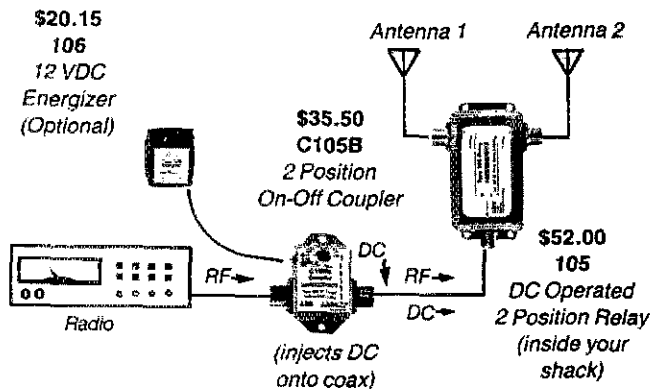 $20.15
106
12 VDC
Energizer
(Optional)
Antenna 1
Antenna 2
$35.50
C105B
2 Position
On-Off Coupler
DC
RF
RF
DC
Radio
(injects DC
onto coax)
$52.00
105
DC Operated
2 Position Relay
(inside your
shack)